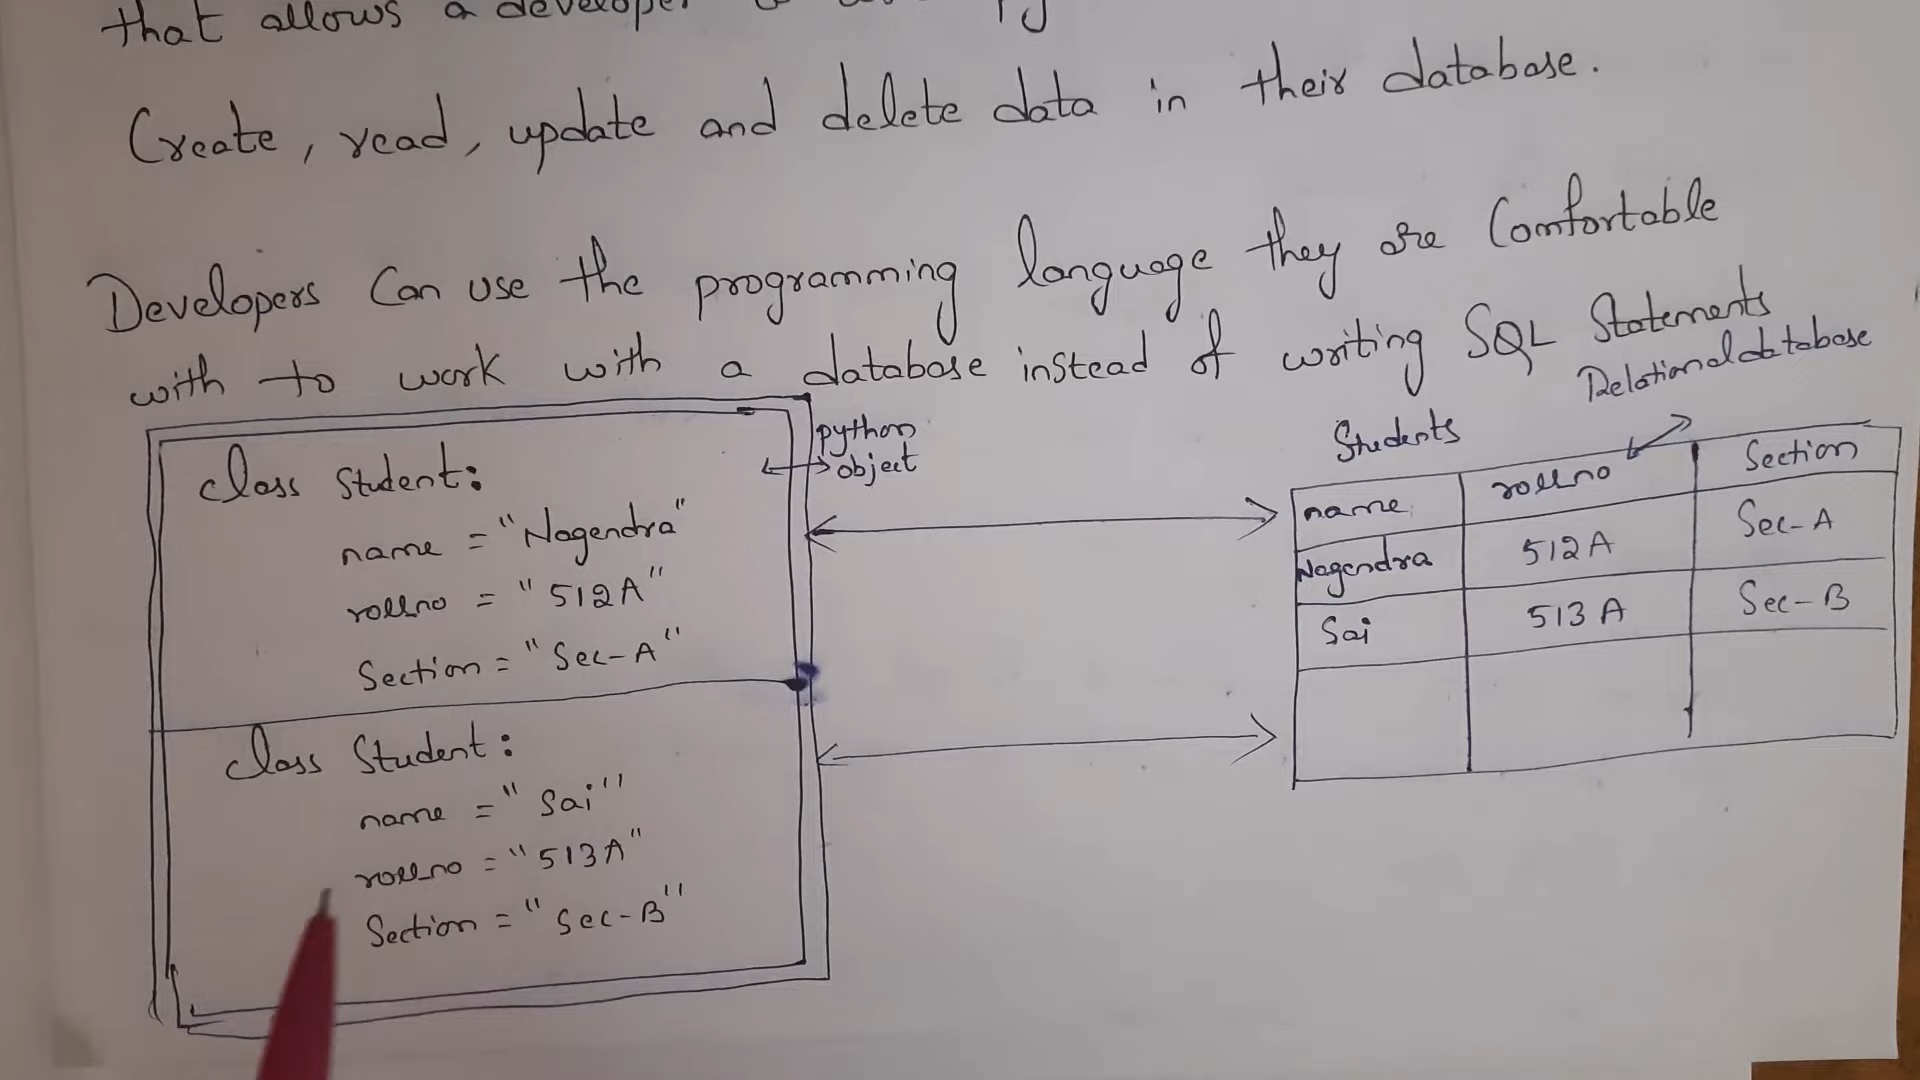 that allows a developer
Create, read, update and delete data in their database.
Developers Can use the programming language they are Comfortable
with to work with a database instead of writing SQL Statements
Relational database
python
object
class Student:
name = "Nagendra"
rollno = "512A"
Section = "Sec-A"
class Student:
name = "Sai"
rollno = "513A"
Section = "Sec-B"
Students
name rollno Section
Nagendra 512A Sec-A
Sai 513A Sec-B